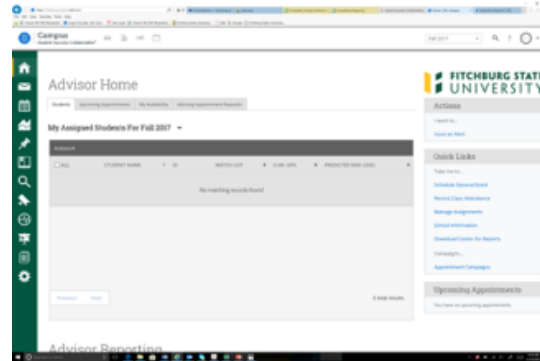 Campus
Student Success Collaborative
Fall 2017
Advisor Home
Students
Upcoming Appointments
My Availability
Advising Appointment Requests
My Assigned Students For Fall 2017
Actions
ALL
STUDENT NAME
ID
WATCH LIST
CUM. GPA
PREDICTED RISK LEVEL
No matching records found
Previous
Next
0 total results
Advisor Reporting
FITCHBURG STATE
UNIVERSITY
Actions
I want to...
Issue an Alert
Quick Links
Take me to...
Schedule General Event
Record Class Attendance
Manage Assignments
School Information
Download Center for Reports
Campaigns...
Appointment Campaigns
Upcoming Appointments
You have no upcoming appointments.